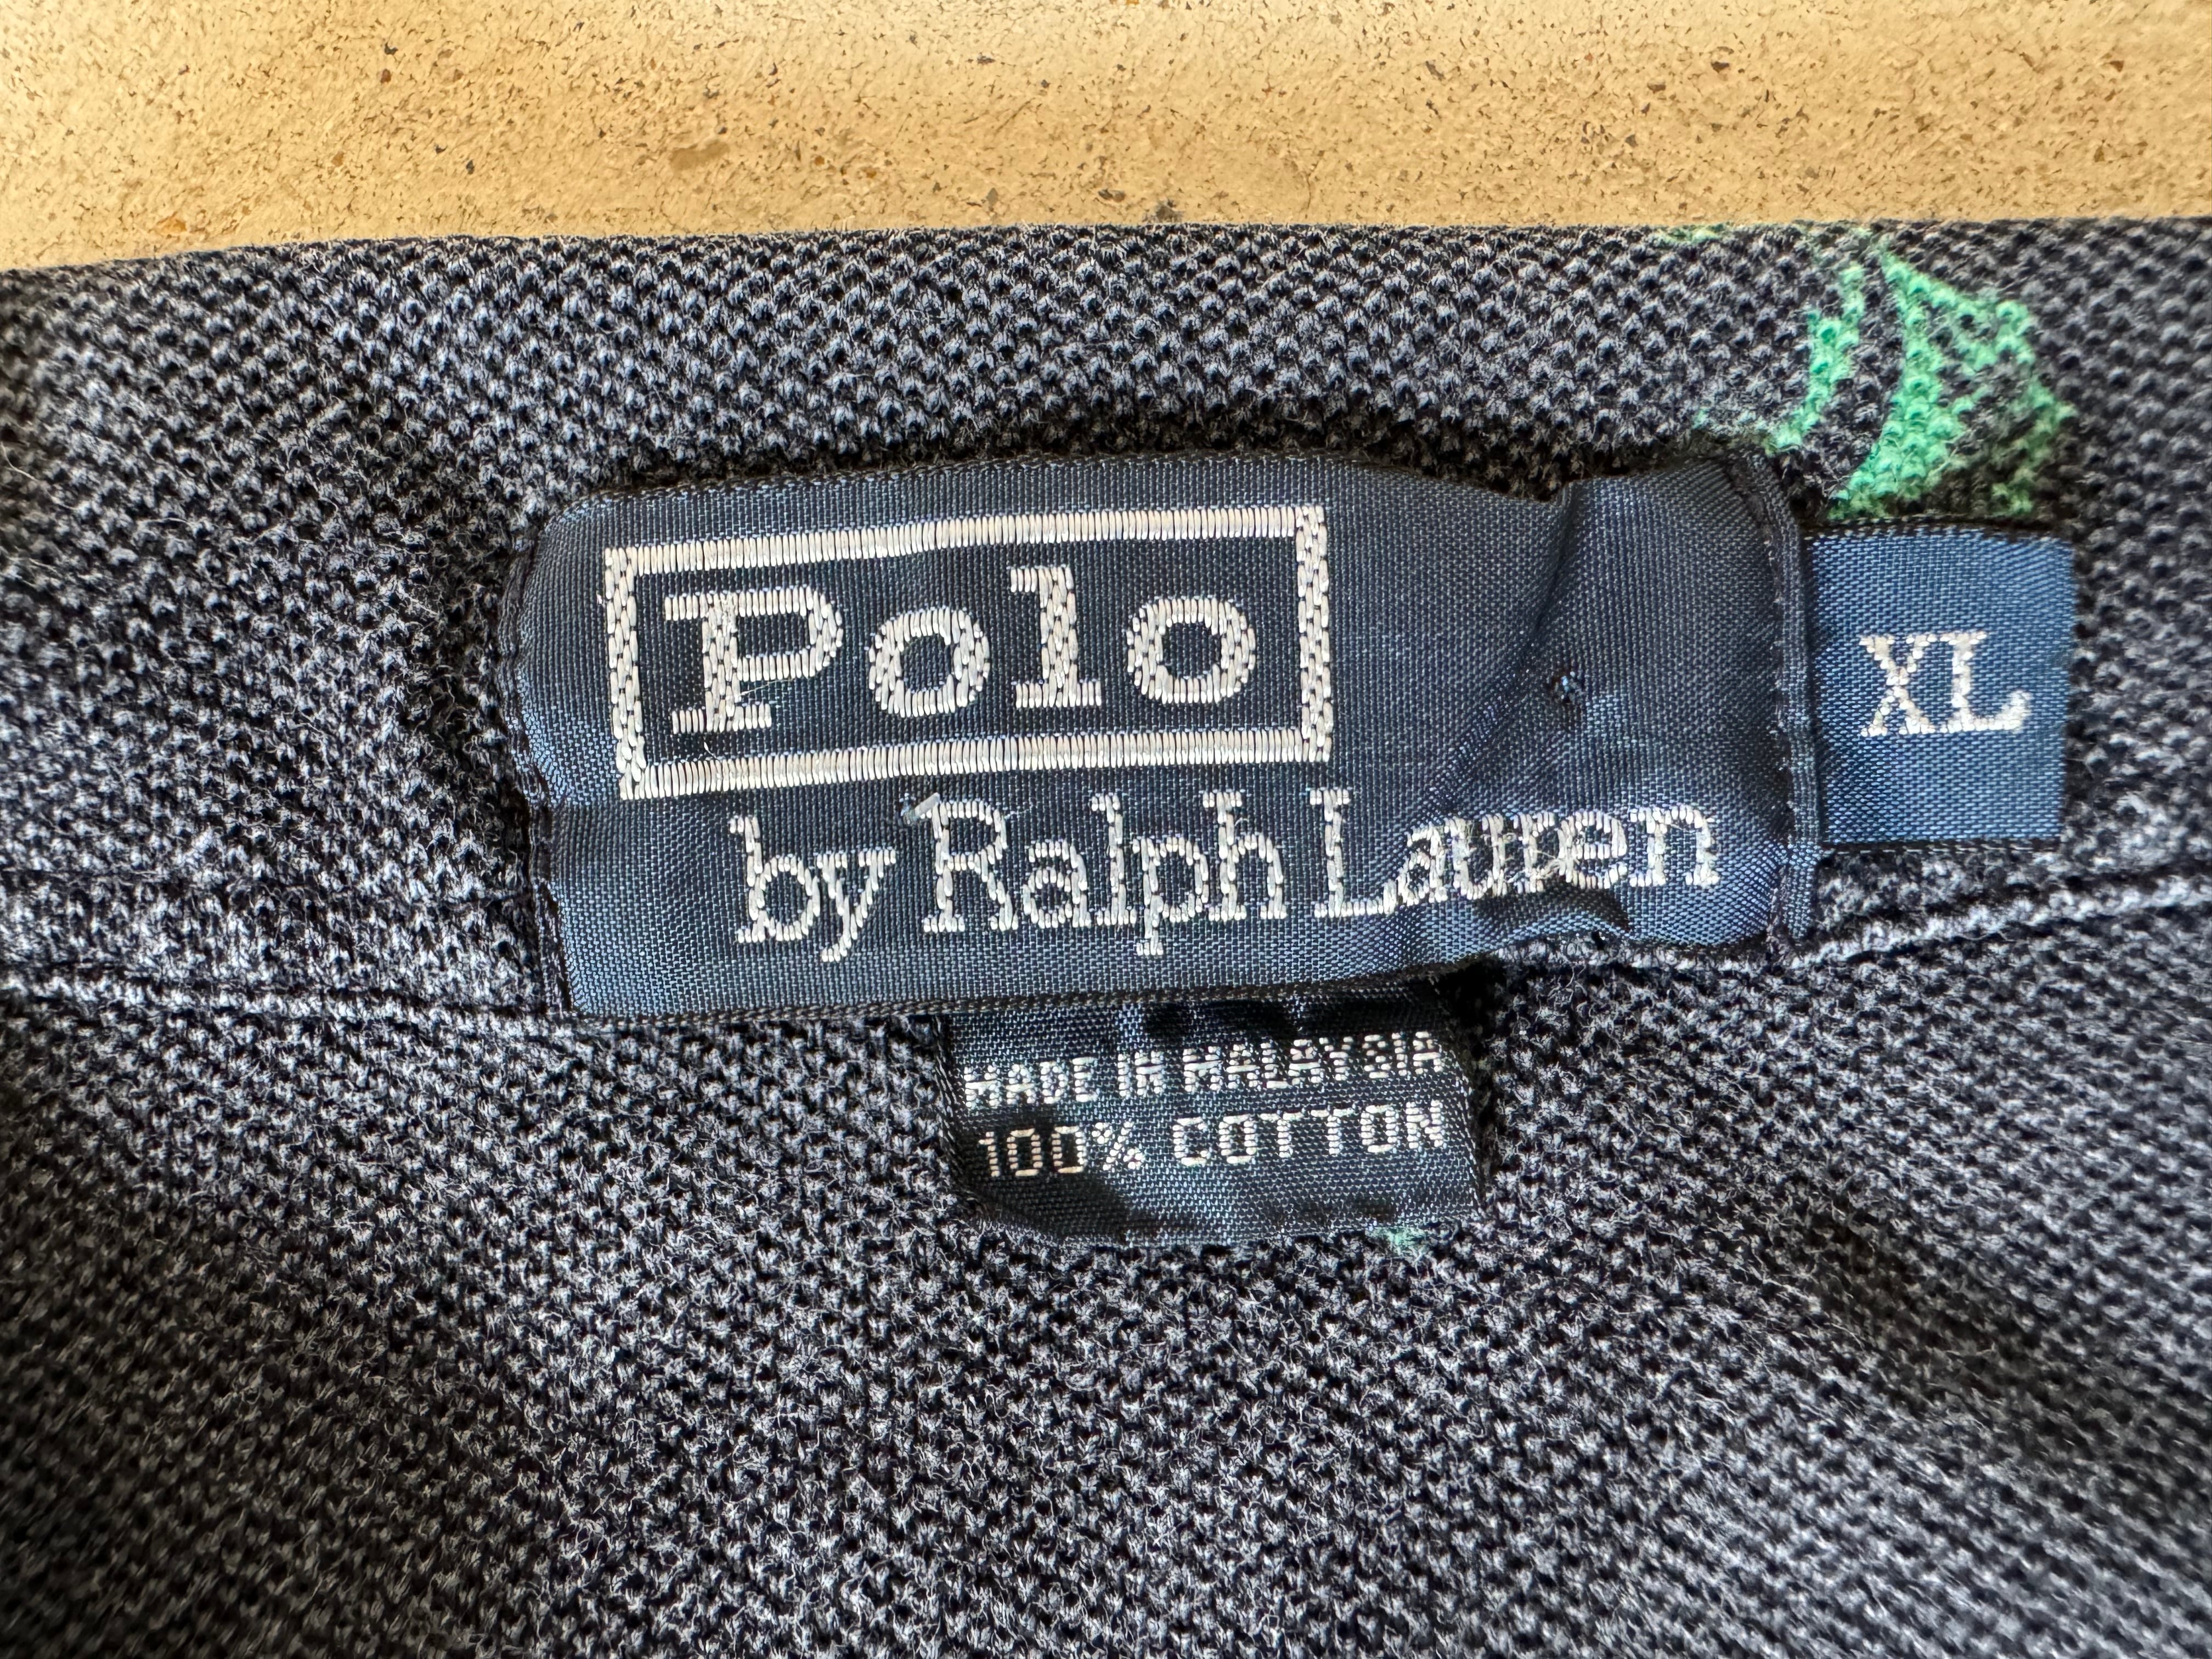 Polo
by Ralph Lauren
XL
MADE IN MALAYSIA
100% COTTON